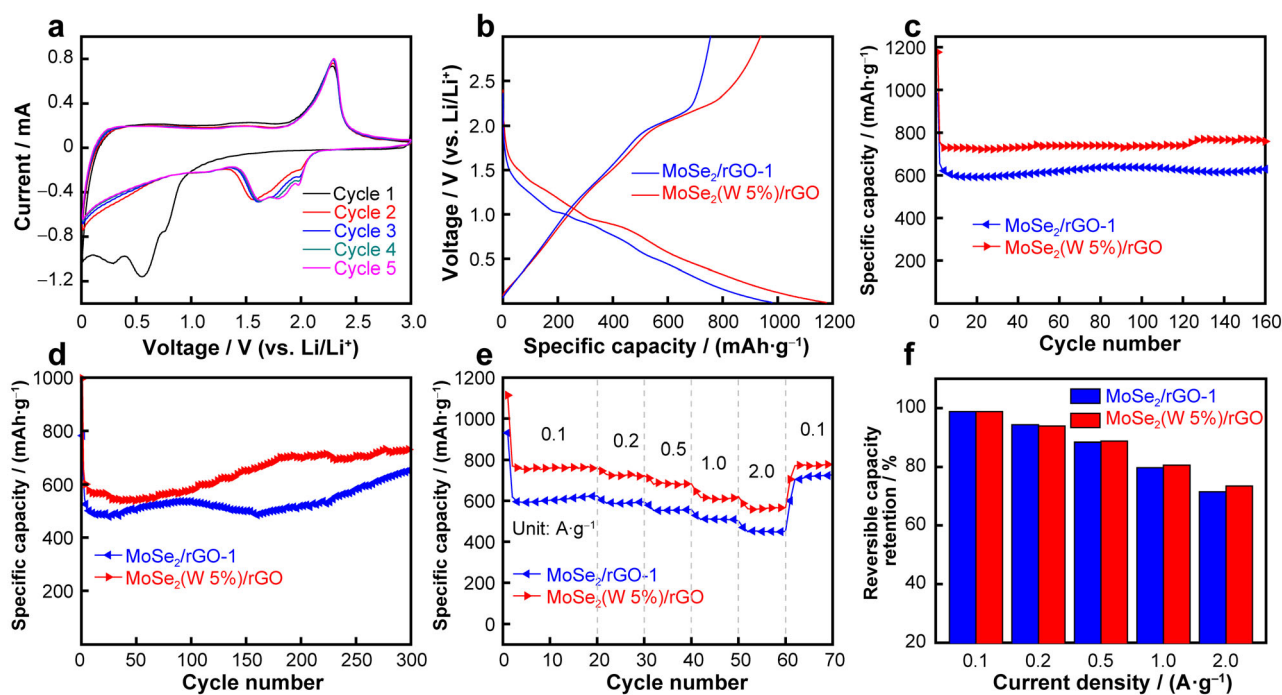 a
0.8
0.4
0
−0.4
−0.8
−1.2
Current / mA
Cycle 1
Cycle 2
Cycle 3
Cycle 4
Cycle 5
0 0.5 1.0 1.5 2.0 2.5 3.0
Voltage / V (vs. Li/Li⁺)
b
2.5
2.0
1.5
1.0
0.5
Voltage / V (vs. Li/Li⁺)
MoSe₂/rGO-1
MoSe₂(W 5%)/rGO
0 200 400 600 800 1000 1200
Specific capacity / (mAh·g⁻¹)
c
1200
1000
800
600
400
200
0
Specific capacity / (mAh·g⁻¹)
MoSe₂/rGO-1
MoSe₂(W 5%)/rGO
0 20 40 60 80 100 120 140 160
Cycle number
d
1000
800
600
400
200
0
Specific capacity / (mAh·g⁻¹)
MoSe₂/rGO-1
MoSe₂(W 5%)/rGO
0 50 100 150 200 250 300
Cycle number
e
1200
1000
800
600
400
200
0
Specific capacity / (mAh·g⁻¹)
0.1 0.2 0.5 1.0 2.0 0.1
Unit: A·g⁻¹
MoSe₂/rGO-1
MoSe₂(W 5%)/rGO
0 10 20 30 40 50 60 70
Cycle number
f
100
80
60
40
20
Reversible capacity
retention / %
MoSe₂/rGO-1
MoSe₂(W 5%)/rGO
0.1 0.2 0.5 1.0 2.0
Current density / (A·g⁻¹)